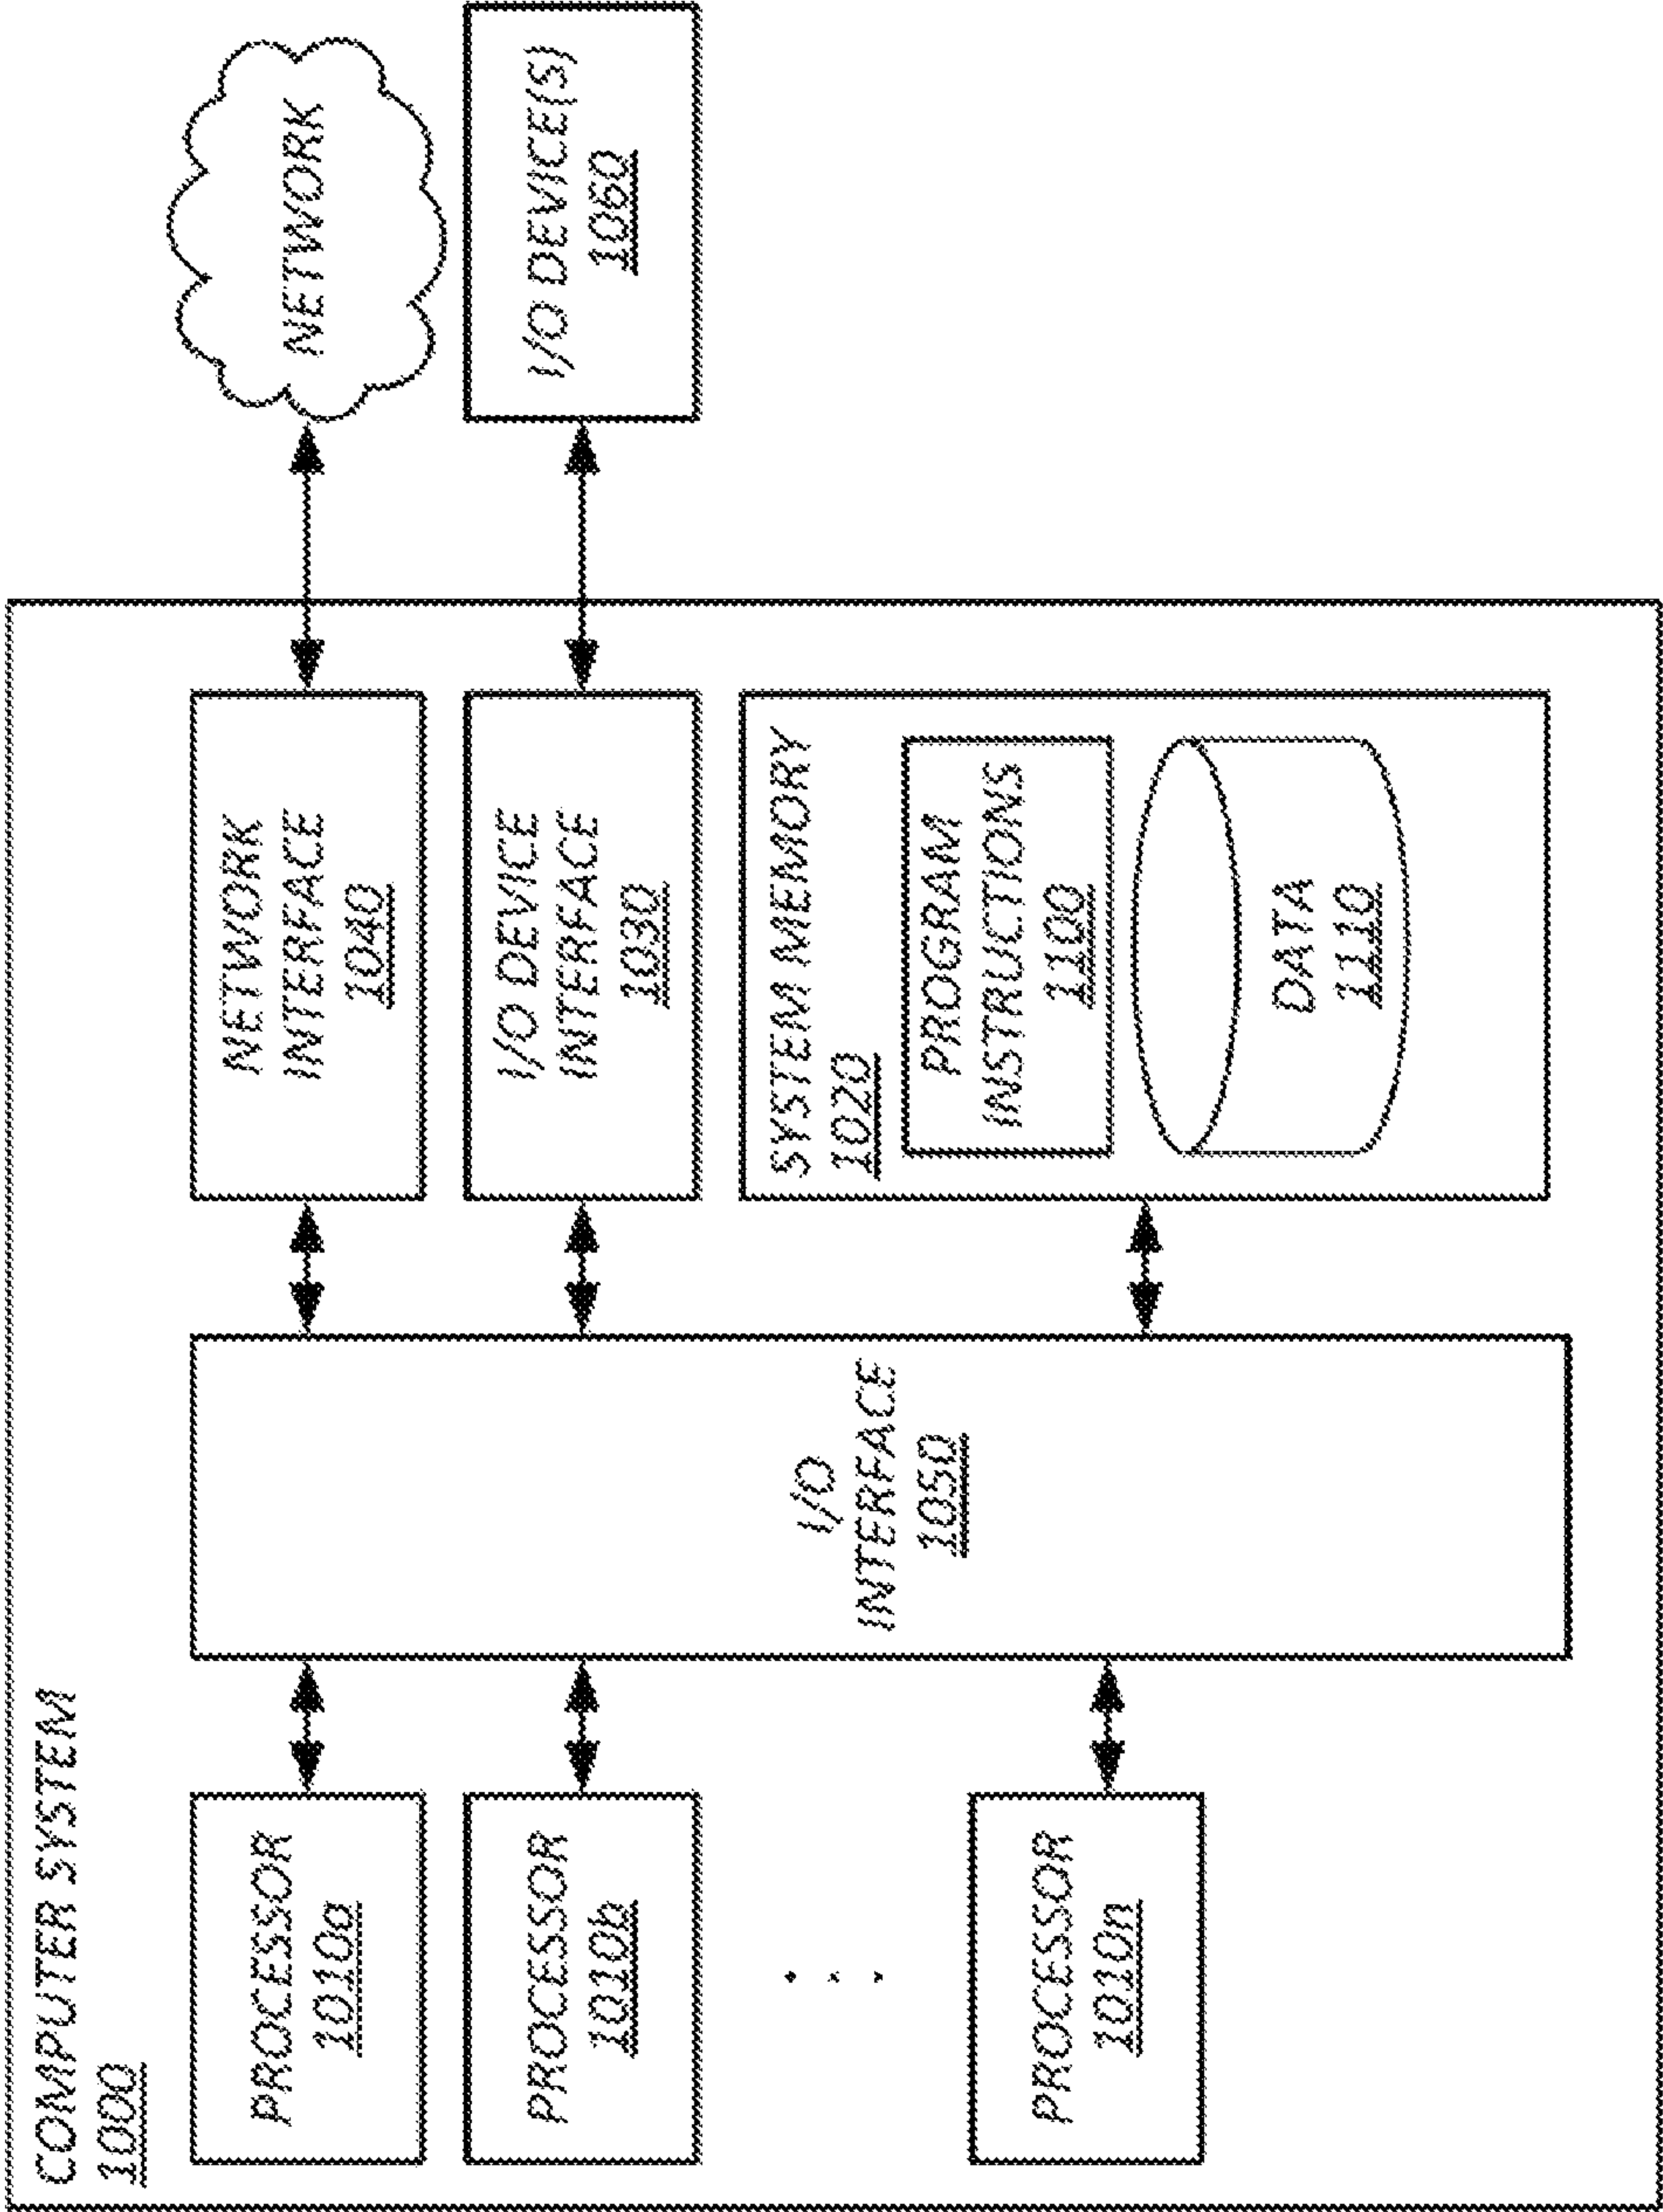 COMPUTER SYSTEM
1000
PROCESSOR
1010a
PROCESSOR
1010b
PROCESSOR
1010n
I/O
INTERFACE
1050
NETWORK
INTERFACE
1040
I/O DEVICE
INTERFACE
1030
SYSTEM MEMORY
1020
PROGRAM
INSTRUCTIONS
1100
DATA
1110
NETWORK
I/O DEVICE(S)
1060